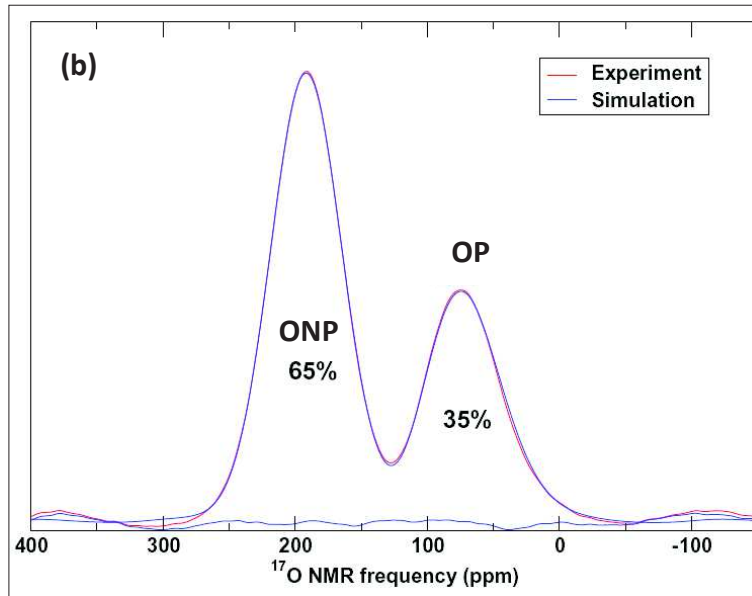 (b)
Experiment
Simulation
OP
ONP
65%
35%
400 300 200 100 0 -100
17O NMR frequency (ppm)